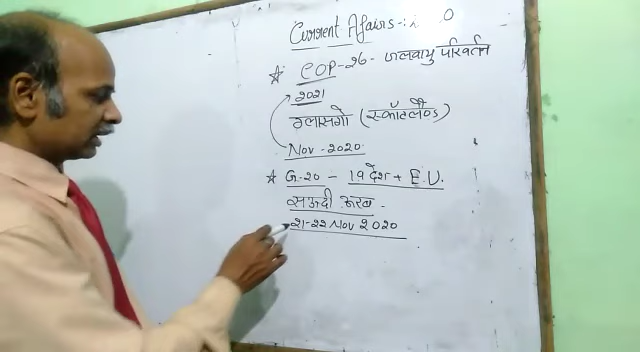 Current Affairs-:
* COP-26- जलवायु परिवर्तन
2021
ग्लासगो (स्कॉटलैण्ड)
Nov-2020
* G-20 - 19 देश + E.U.
सऊदी अरब -
21-22 Nov 2020